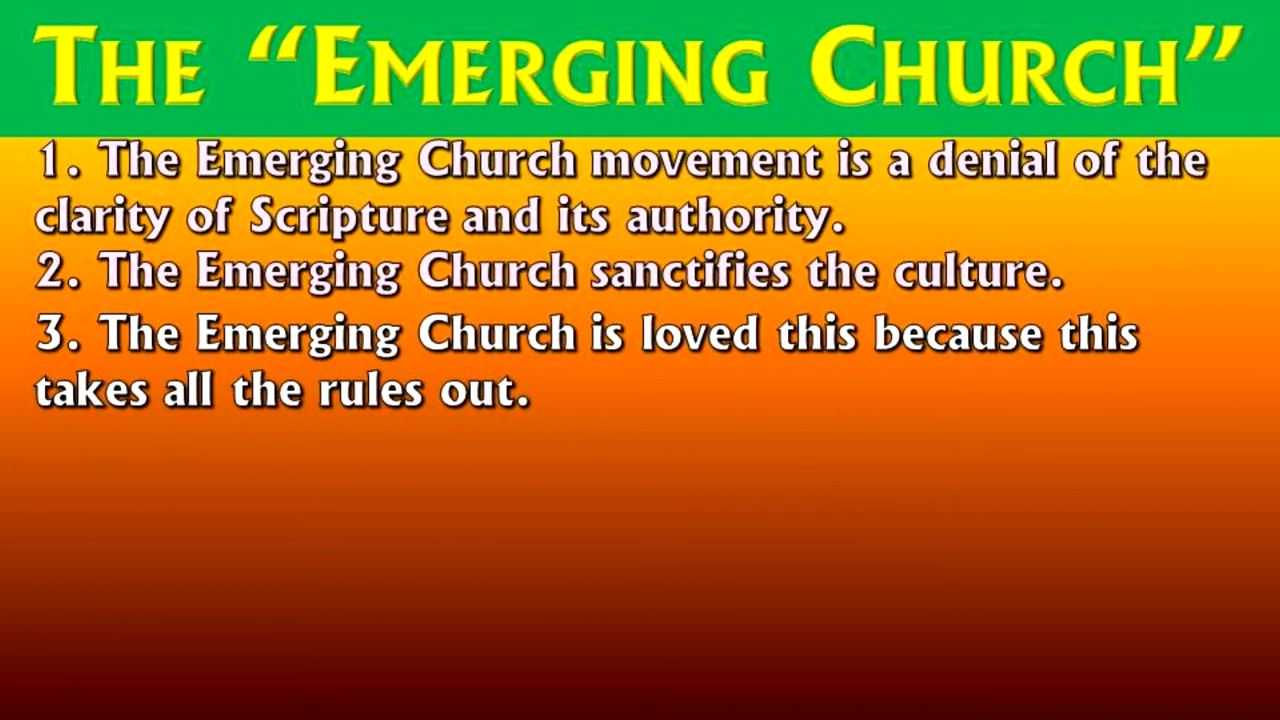 THE “EMERGING CHURCH”
1. The Emerging Church movement is a denial of the
clarity of Scripture and its authority.
2. The Emerging Church sanctifies the culture.
3. The Emerging Church is loved this because this
takes all the rules out.